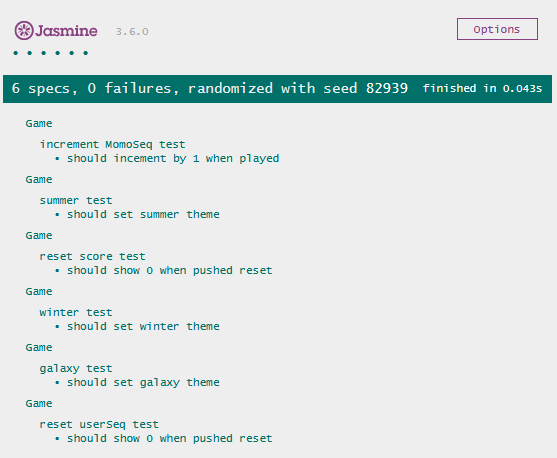 Jasmine 3.6.0 Options
• • • • • •
6 specs, 0 failures, randomized with seed 82939 finished in 0.043s
Game
increment MomoSeq test
• should incement by 1 when played
Game
summer test
• should set summer theme
Game
reset score test
• should show 0 when pushed reset
Game
winter test
• should set winter theme
Game
galaxy test
• should set galaxy theme
Game
reset userSeq test
• should show 0 when pushed reset